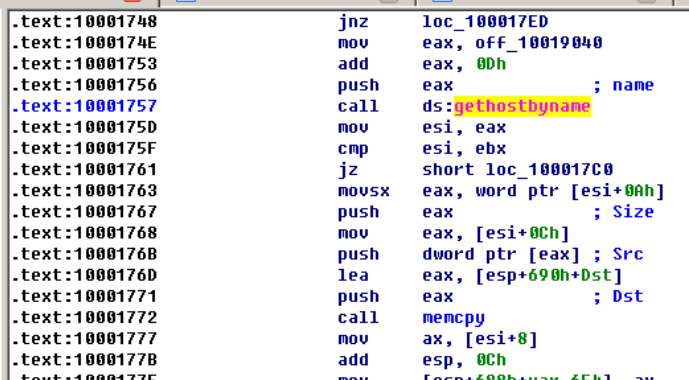 .text:10001748 jnz loc_100017ED
.text:1000174E mov eax, off_10019040
.text:10001753 add eax, 0Dh
.text:10001756 push eax ; name
.text:10001757 call ds:gethostbyname
.text:1000175D mov esi, eax
.text:1000175F cmp esi, ebx
.text:10001761 jz short loc_100017C0
.text:10001763 movsx eax, word ptr [esi+0Ah]
.text:10001767 push eax ; Size
.text:10001768 mov eax, [esi+0Ch]
.text:1000176B push dword ptr [eax] ; Src
.text:1000176D lea eax, [esp+690h+Dst]
.text:10001771 push eax ; Dst
.text:10001772 call memcpy
.text:10001777 mov ax, [esi+8]
.text:1000177B add esp, 0Ch